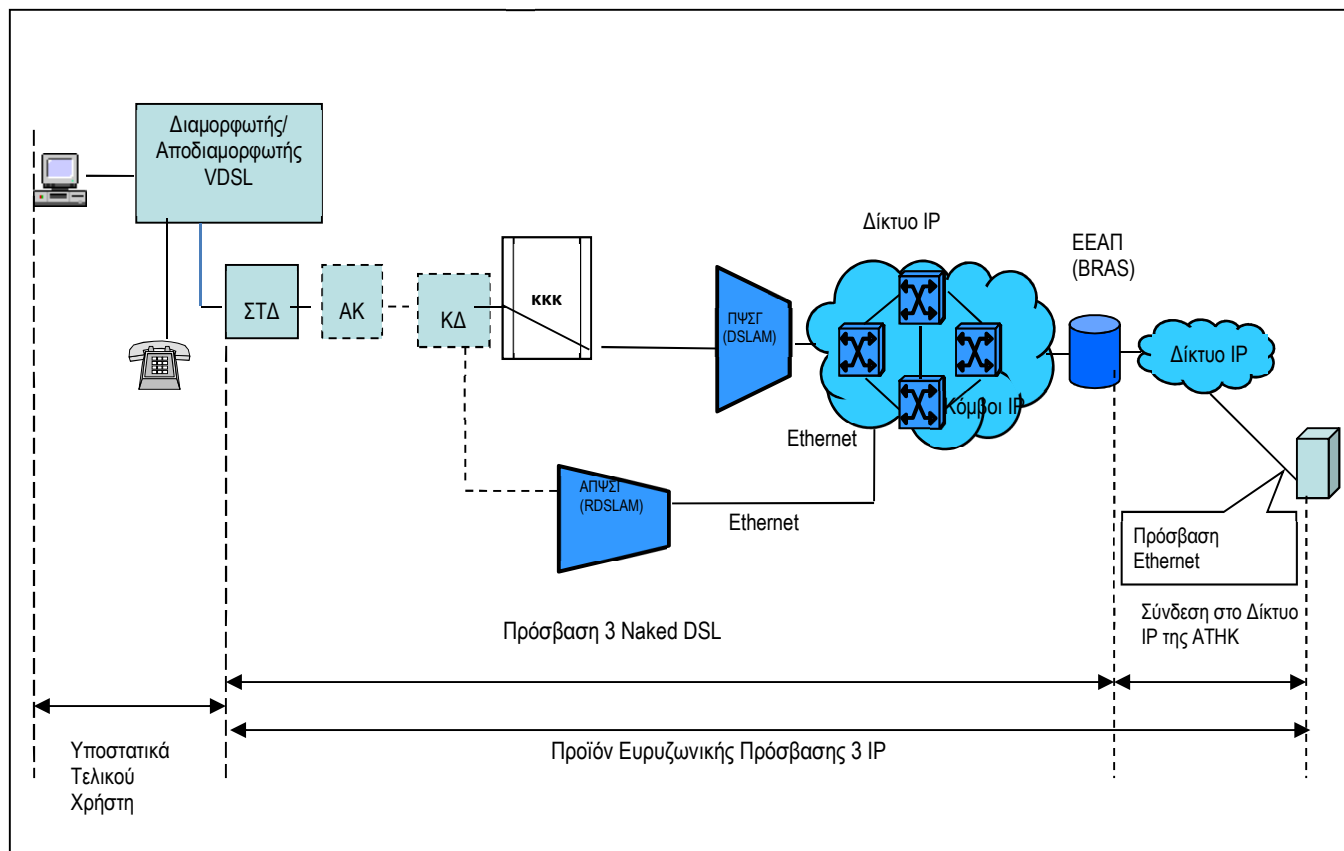 Διαμορφωτής/
Αποδιαμορφωτής
VDSL
Δίκτυο IP
ΕΕΑΠ
(BRAS)
ΣΤΔ
ΑΚ
ΚΔ
κκκ
ΠΨΣΓ
(DSLAM)
Δίκτυο IP
Κόμβοι IP
Ethernet
ΑΠΨΣΓ
(RDSLAM)
Ethernet
Πρόσβαση
Ethernet
Πρόσβαση 3 Naked DSL
Σύνδεση στο Δίκτυο
IP της ΑΤΗΚ
Υποστατικά
Τελικού
Χρήστη
Προϊόν Ευρυζωνικής Πρόσβασης 3 IP